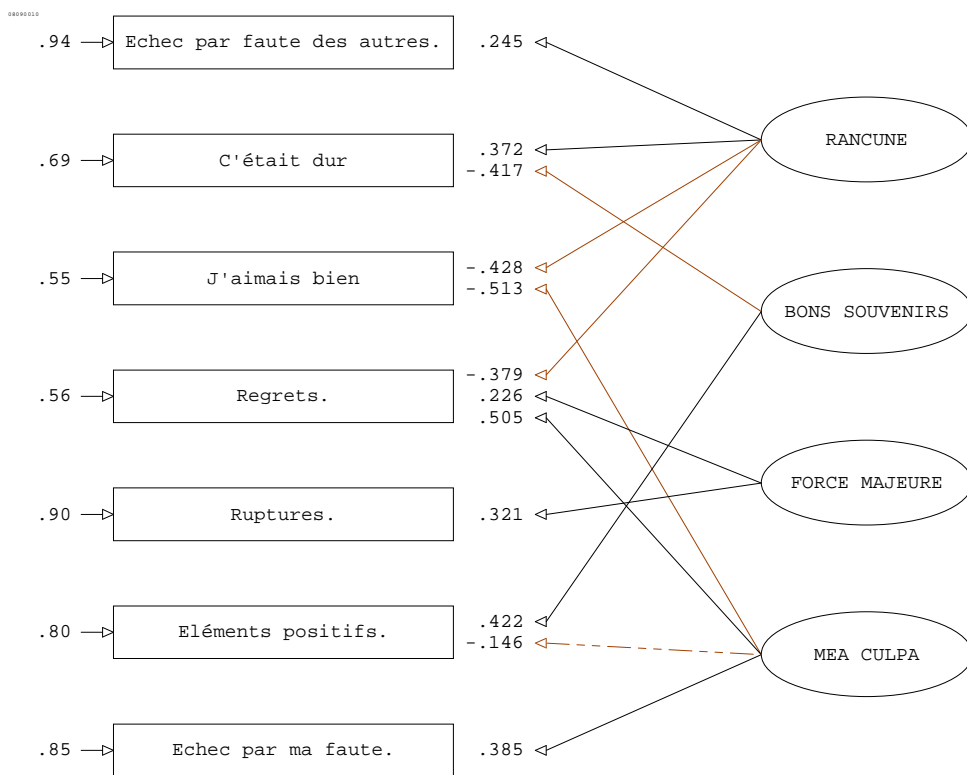 08090010
.94 Echec par faute des autres. .245
RANCUNE
.69 C'était dur .372
-.417
.55 J'aimais bien -.428
-.513
BONS SOUVENIRS
-.379
.56 Regrets. .226
.505
FORCE MAJEURE
.90 Ruptures. .321
.80 Eléments positifs. .422
-.146
MEA CULPA
.85 Echec par ma faute. .385